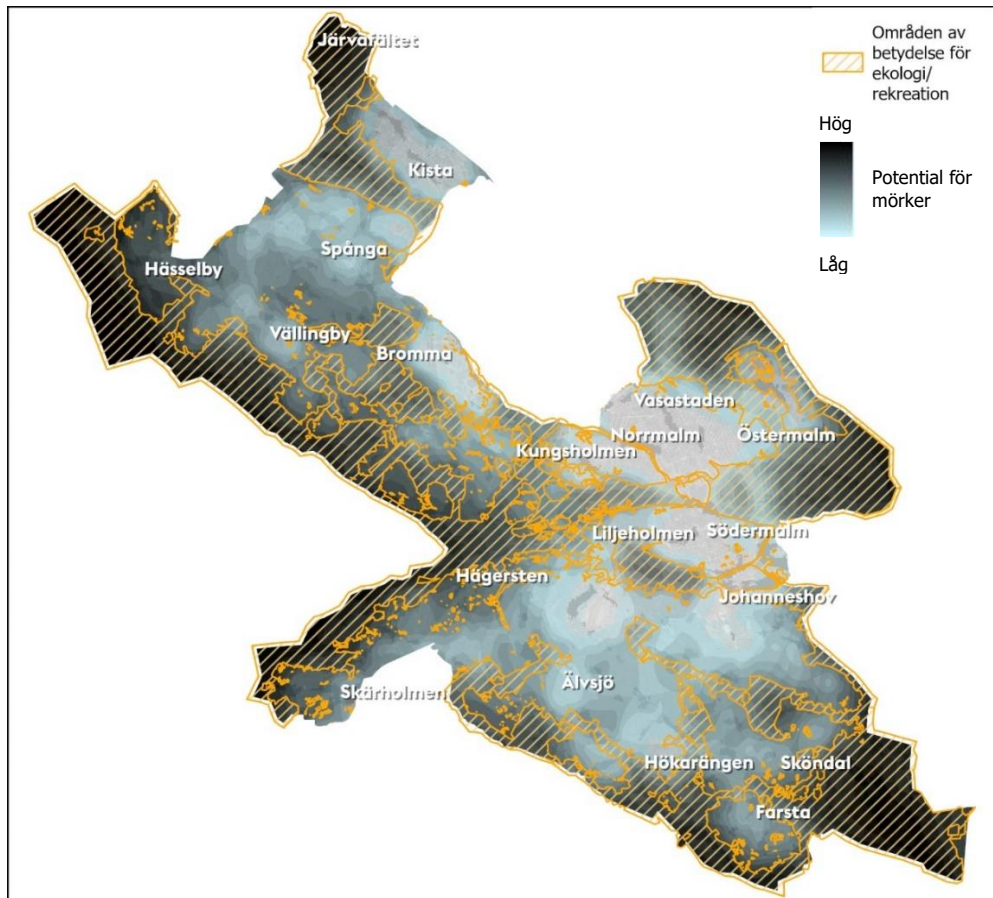 Järvafältet
Områden av
betydelse för
ekologi/
rekreation
Hög
Potential för
mörker
Låg
Kista
Spånga
Hässelby
Vällingby
Bromma
Vasastaden
Norrmalm
Östermalm
Kungsholmen
Liljeholmen
Södermalm
Hägersten
Johanneshov
Skärholmen
Älvsjö
Hökarängen
Sköndal
Farsta